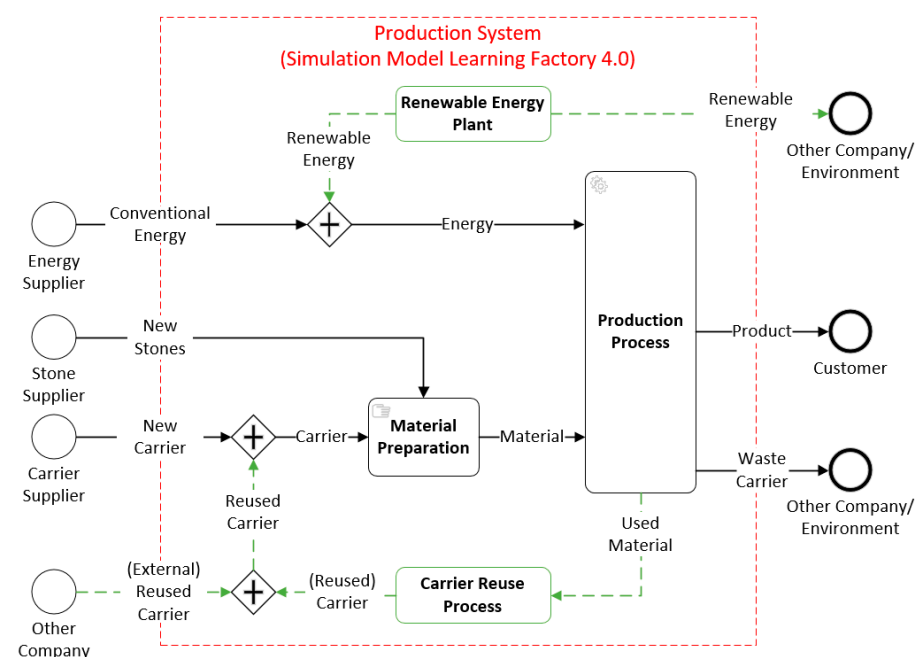 Production System
(Simulation Model Learning Factory 4.0)
Renewable Energy
Plant
Renewable
Energy
Renewable
Energy
Other Company/
Environment
Conventional
Energy
Energy
Energy
Supplier
New
Stones
Stone
Supplier
Production
Process
Product
Customer
New
Carrier
Carrier
Material
Preparation
Material
Carrier
Supplier
Waste
Carrier
Other Company/
Environment
Reused
Carrier
Used
Material
(External)
Reused
Carrier
(Reused)
Carrier
Carrier Reuse
Process
Other
Company